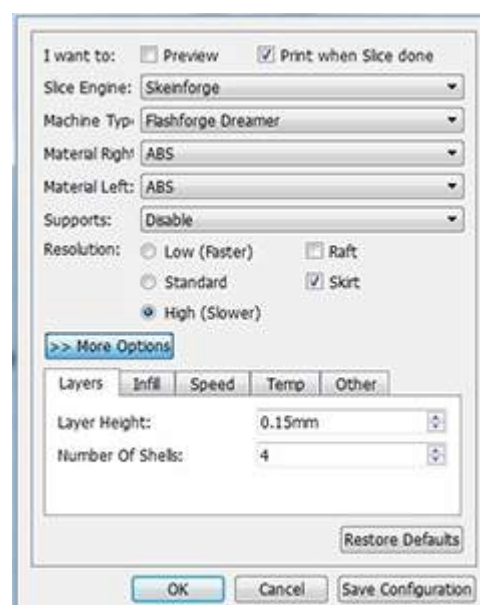 I want to: Preview Print when Slice done
Slice Engine: Skeinforge
Machine Typ Flashforge Dreamer
Material Right ABS
Material Left: ABS
Supports: Disable
Resolution: Low (Faster) Raft
Standard Skirt
High (Slower)
>> More Options
Layers Infill Speed Temp Other
Layer Height: 0.15mm
Number Of Shells: 4
Restore Defaults
OK Cancel Save Configuration